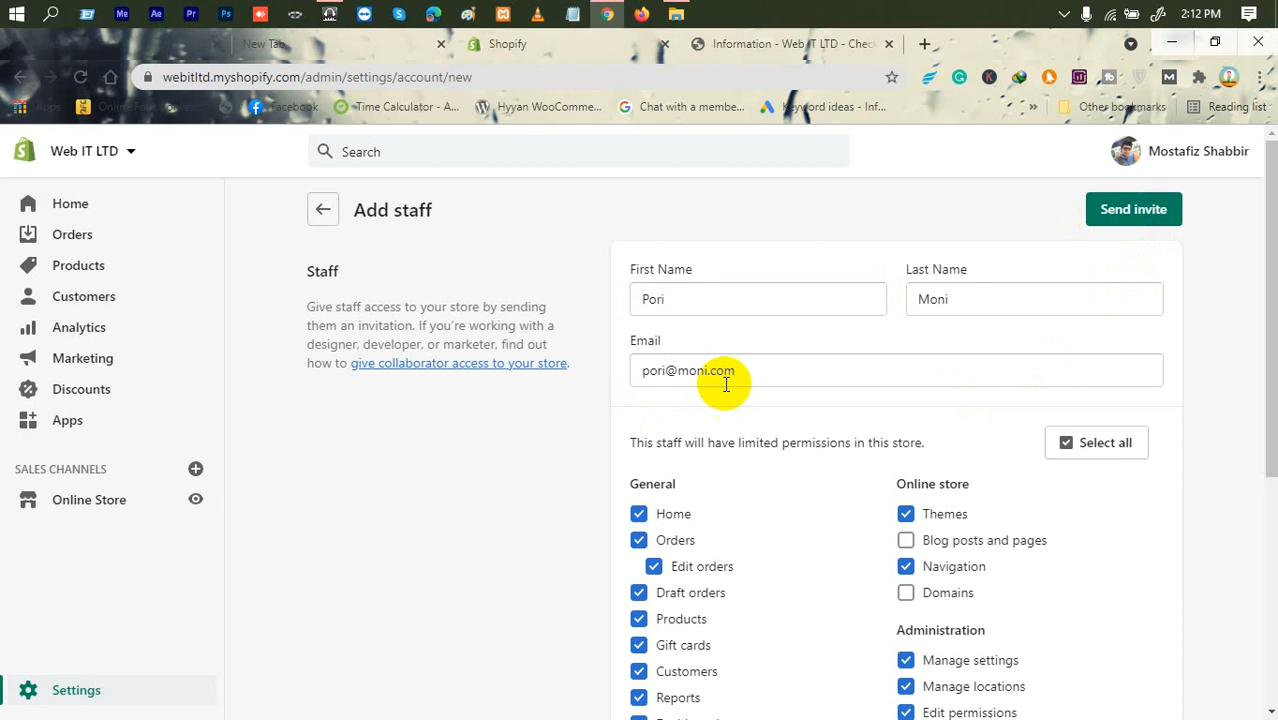 2:12 PM
New Tab
Shopify
Information - Web IT LTD - Chec
webitltd.myshopify.com/admin/settings/account/new
Apps
Facebook
Time Calculator - A...
Hyyan WooComme...
Chat with a membe...
Keyword ideas - Inf...
Other bookmarks
Reading list
Web IT LTD
Search
Mostafiz Shabbir
Home
Orders
Products
Customers
Analytics
Marketing
Discounts
Apps
SALES CHANNELS
Online Store
Settings
Add staff
Send invite
Staff
Give staff access to your store by sending
them an invitation. If you're working with a
designer, developer, or marketer, find out
how to give collaborator access to your store.
First Name
Last Name
Pori
Moni
Email
pori@moni.com
This staff will have limited permissions in this store.
Select all
General
Home
Orders
Edit orders
Draft orders
Products
Gift cards
Customers
Reports
Online store
Themes
Blog posts and pages
Navigation
Domains
Administration
Manage settings
Manage locations
Edit permissions